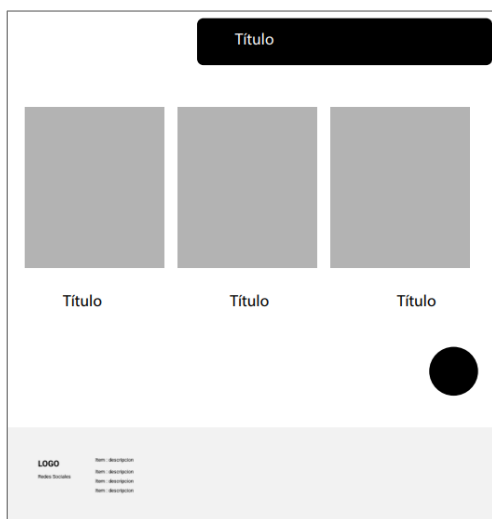 Título
Título Título Título
LOGO
Redes Sociales
Item : descripcion
Item : descripcion
Item : descripcion
Item : descripcion